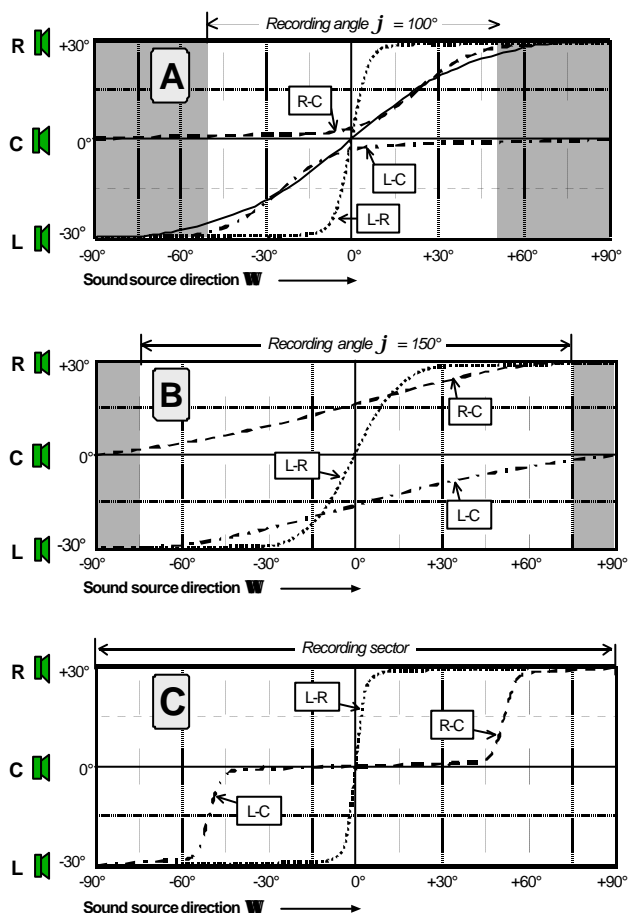 Recording angle j = 100°
R +30°
A
R-C
C 0°
L-C
L-R
L -30°
-90° -60° -30° 0° +30° +60° +90°
Sound source direction W
Recording angle j = 150°
R +30°
B
R-C
L-R
C 0°
L-C
L -30°
-90° -60° -30° 0° +30° +60° +90°
Sound source direction W
Recording sector
R +30°
C
L-R
R-C
C 0°
L-C
L -30°
-90° -60° -30° 0° +30° +60° +90°
Sound source direction W